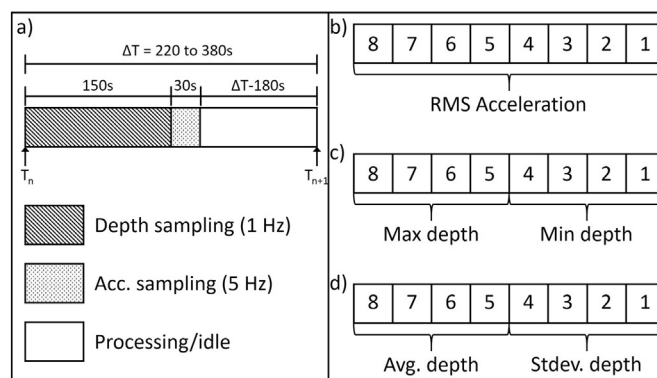 a)
ΔT = 220 to 380s
150s 30s ΔT-180s
Tn Tn+1
Depth sampling (1 Hz)
Acc. sampling (5 Hz)
Processing/idle
b)
8 7 6 5 4 3 2 1
RMS Acceleration
c)
8 7 6 5 4 3 2 1
Max depth Min depth
d)
8 7 6 5 4 3 2 1
Avg. depth Stdev. depth